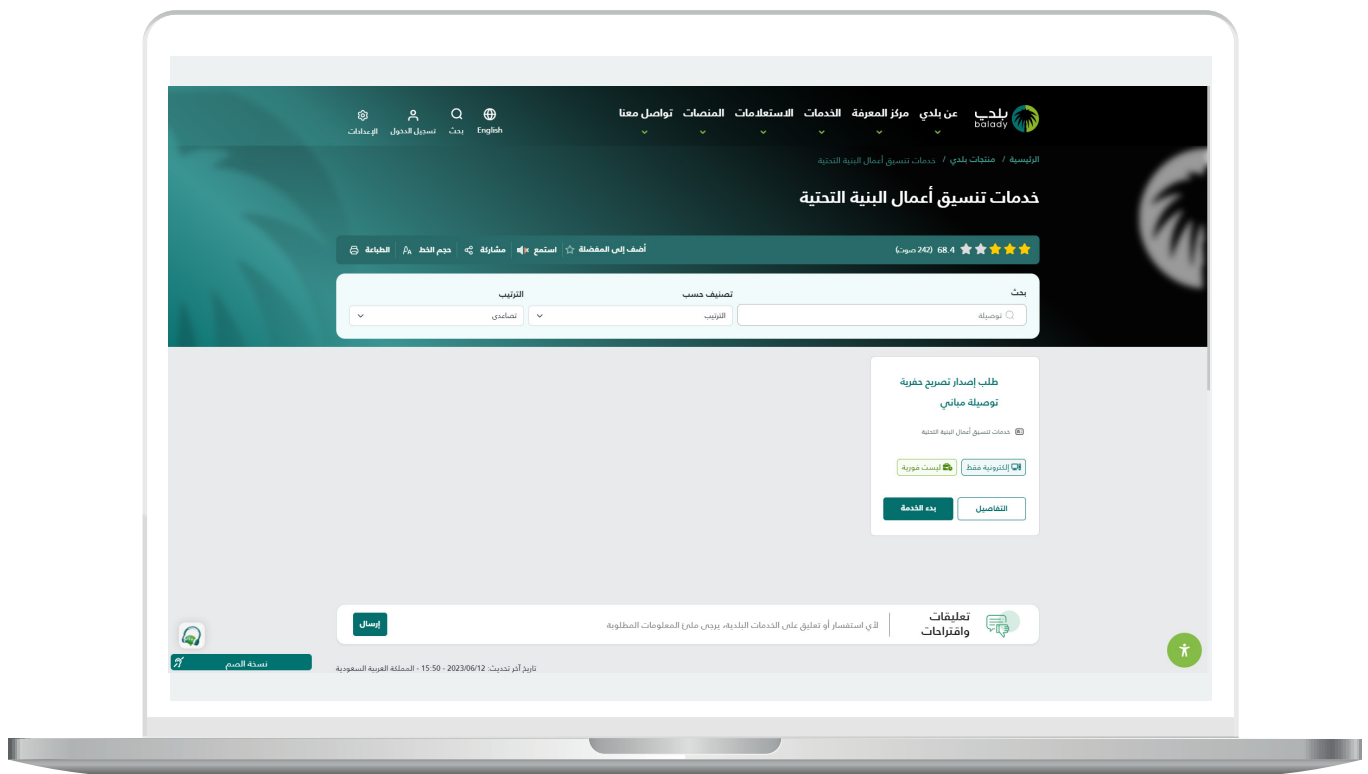 بلدي
balady
عن بلدي
مركز المعرفة
الخدمات
الاستعلامات
المنصات
تواصل معنا
English
بحث
تسجيل الدخول
الإعدادات
الرئيسية / منتجات بلدي / خدمات تنسيق أعمال البنية التحتية
خدمات تنسيق أعمال البنية التحتية
68.4 (242 صوت)
أضف إلى المفضلة
استمع
مشاركة
حجم الخط
الطباعة
بحث
تصنيف حسب
الترتيب
توصيلة
الترتيب
تصاعدي
طلب إصدار تصريح حفرية
توصيلة مباني
خدمات تنسيق أعمال البنية التحتية
إلكترونية فقط
ليست فورية
التفاصيل
بدء الخدمة
تعليقات
واقتراحات
لأي استفسار أو تعليق على الخدمات البلدية، يرجى ملئ المعلومات المطلوبة
إرسال
نسخة الصم
تاريخ آخر تحديث: 2023/06/12 - 15:50 - المملكة العربية السعودية